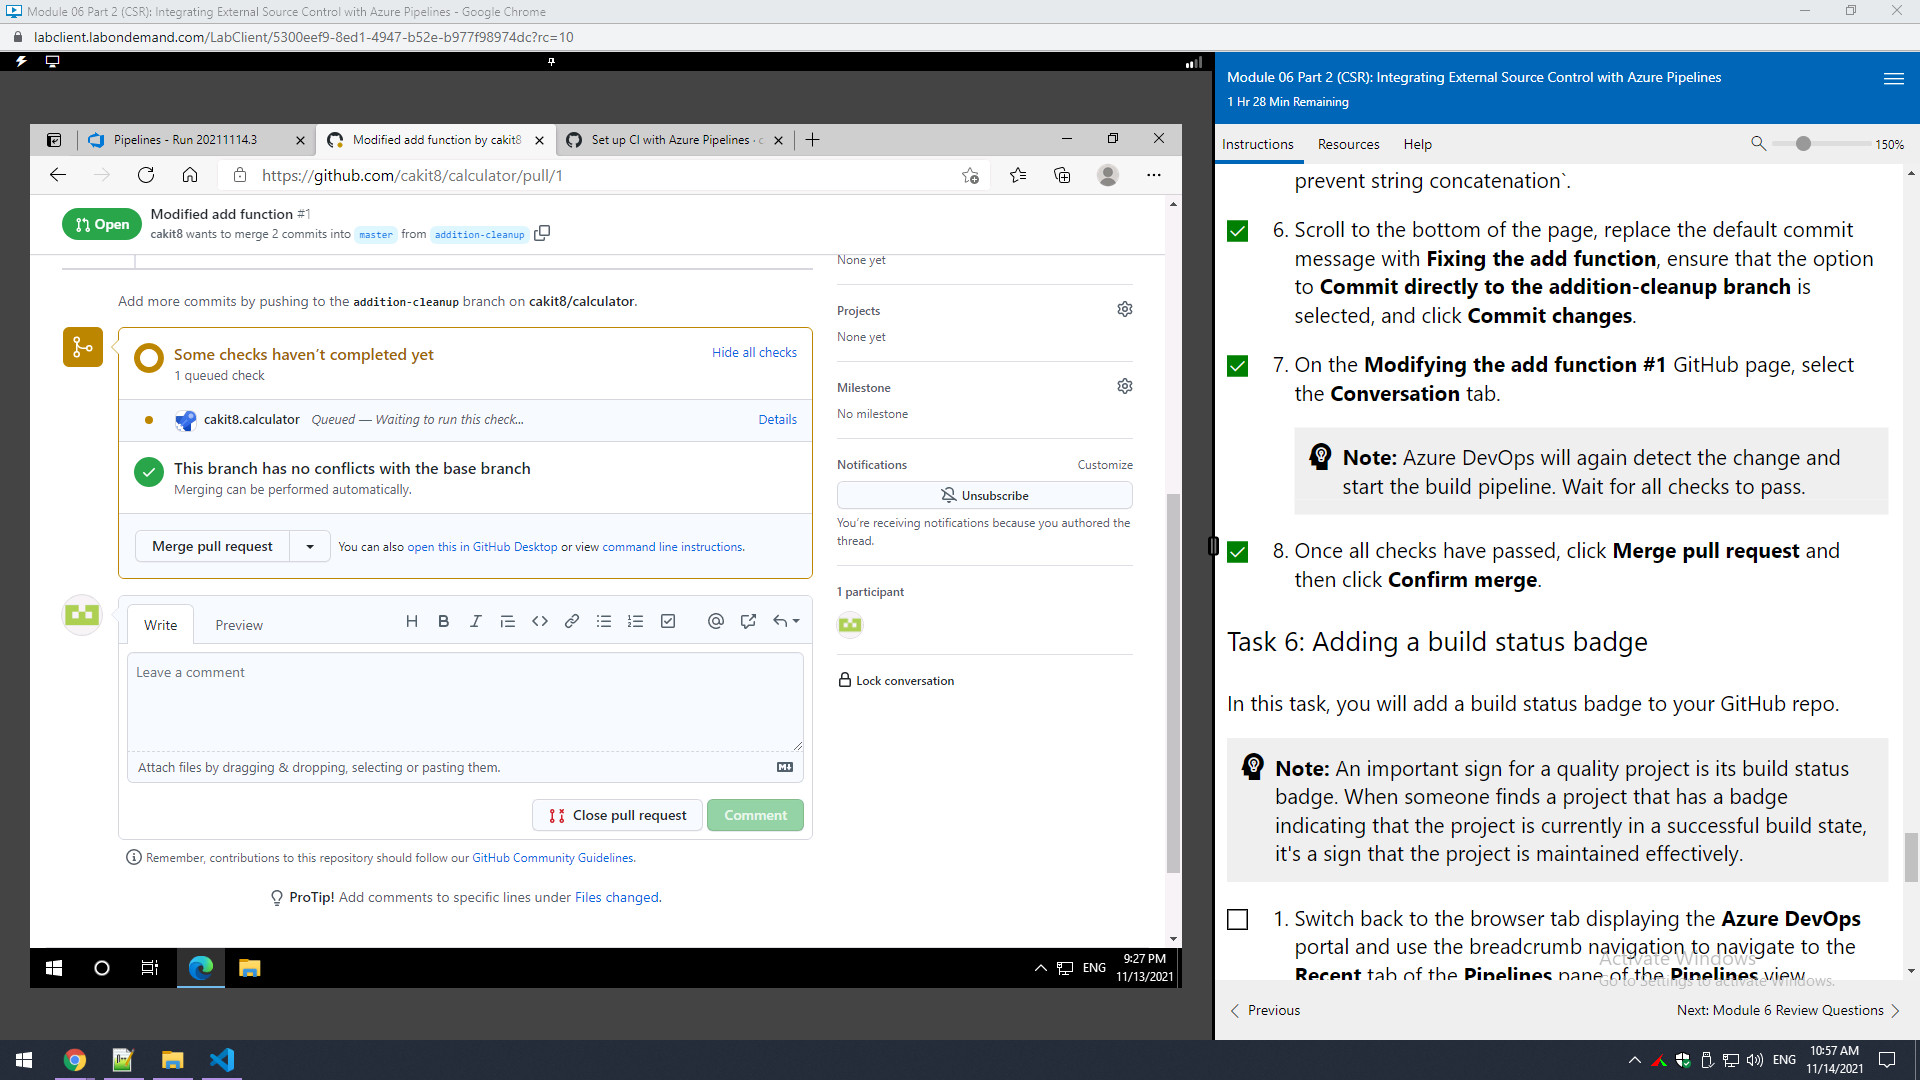 Module 06 Part 2 (CSR): Integrating External Source Control with Azure Pipelines - Google Chrome
labclient.labondemand.com/LabClient/5300eef9-8ed1-4947-b52e-b977f98974dc?rc=10
Pipelines - Run 20211114.3
Modified add function by cakit8
Set up CI with Azure Pipelines · c
https://github.com/cakit8/calculator/pull/1
Open
Modified add function #1
cakit8 wants to merge 2 commits into master from addition-cleanup
Add more commits by pushing to the addition-cleanup branch on cakit8/calculator.
Some checks haven't completed yet
1 queued check
Hide all checks
cakit8.calculator Queued — Waiting to run this check...
Details
This branch has no conflicts with the base branch
Merging can be performed automatically.
Merge pull request
You can also open this in GitHub Desktop or view command line instructions.
Write
Preview
Leave a comment
Attach files by dragging & dropping, selecting or pasting them.
Close pull request
Comment
Remember, contributions to this repository should follow our GitHub Community Guidelines.
ProTip! Add comments to specific lines under Files changed.
None yet
Projects
None yet
Milestone
No milestone
Notifications
Customize
Unsubscribe
You're receiving notifications because you authored the
thread.
1 participant
Lock conversation
ENG
9:27 PM
11/13/2021
Module 06 Part 2 (CSR): Integrating External Source Control with Azure Pipelines
1 Hr 28 Min Remaining
Instructions
Resources
Help
150%
prevent string concatenation`.
6. Scroll to the bottom of the page, replace the default commit
message with Fixing the add function, ensure that the option
to Commit directly to the addition-cleanup branch is
selected, and click Commit changes.
7. On the Modifying the add function #1 GitHub page, select
the Conversation tab.
Note: Azure DevOps will again detect the change and
start the build pipeline. Wait for all checks to pass.
8. Once all checks have passed, click Merge pull request and
then click Confirm merge.
Task 6: Adding a build status badge
In this task, you will add a build status badge to your GitHub repo.
Note: An important sign for a quality project is its build status
badge. When someone finds a project that has a badge
indicating that the project is currently in a successful build state,
it's a sign that the project is maintained effectively.
1. Switch back to the browser tab displaying the Azure DevOps
portal and use the breadcrumb navigation to navigate to the
Recent tab of the Pipelines pane of the Pipelines view
Activate Windows
Go to Settings to activate Windows.
Previous
Next: Module 6 Review Questions
ENG
10:57 AM
11/14/2021